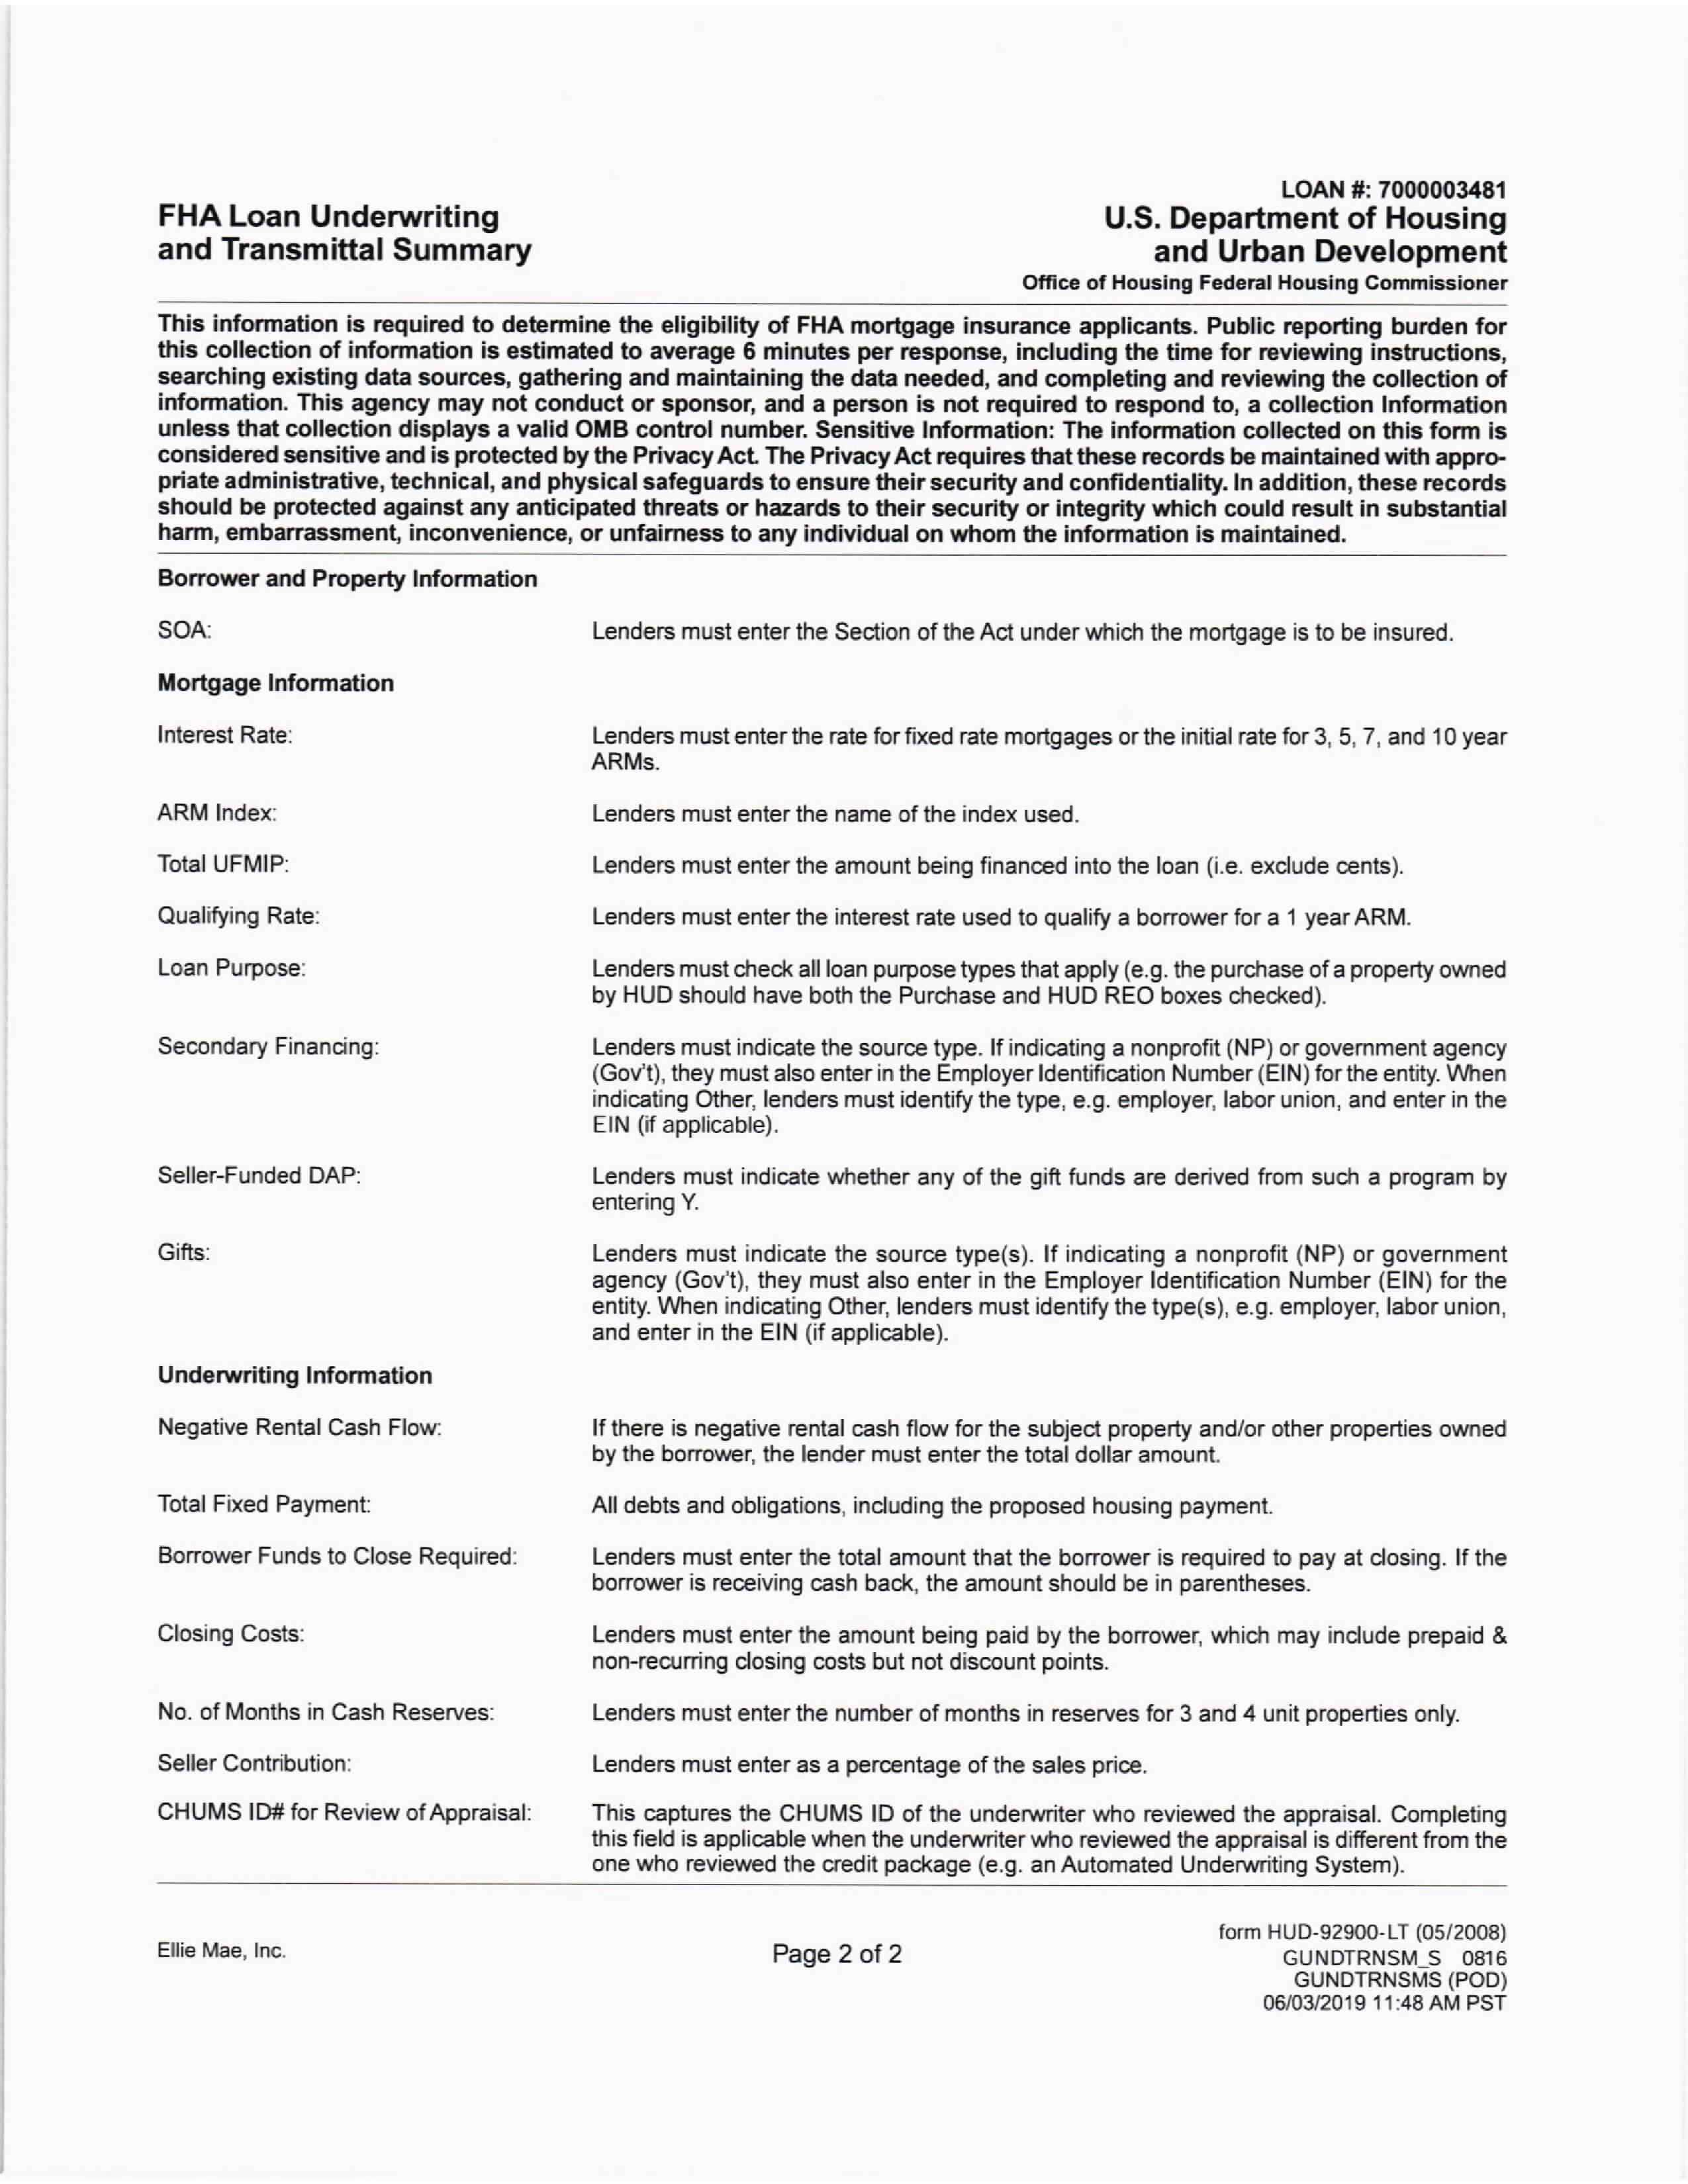 LOAN #: 7000003481
FHA Loan Underwriting
and Transmittal Summary
U.S. Department of Housing
and Urban Development
Office of Housing Federal Housing Commissioner
This information is required to determine the eligibility of FHA mortgage insurance applicants. Public reporting burden for
this collection of information is estimated to average 6 minutes per response, including the time for reviewing instructions,
searching existing data sources, gathering and maintaining the data needed, and completing and reviewing the collection of
information. This agency may not conduct or sponsor, and a person is not required to respond to, a collection Information
unless that collection displays a valid OMB control number. Sensitive Information: The information collected on this form is
considered sensitive and is protected by the Privacy Act. The Privacy Act requires that these records be maintained with appro-
priate administrative, technical, and physical safeguards to ensure their security and confidentiality. In addition, these records
should be protected against any anticipated threats or hazards to their security or integrity which could result in substantial
harm, embarrassment, inconvenience, or unfairness to any individual on whom the information is maintained.
Borrower and Property Information
SOA: Lenders must enter the Section of the Act under which the mortgage is to be insured.
Mortgage Information
Interest Rate: Lenders must enter the rate for fixed rate mortgages or the initial rate for 3, 5, 7, and 10 year
ARMs.
ARM Index: Lenders must enter the name of the index used.
Total UFMIP: Lenders must enter the amount being financed into the loan (i.e. exclude cents).
Qualifying Rate: Lenders must enter the interest rate used to qualify a borrower for a 1 year ARM.
Loan Purpose: Lenders must check all loan purpose types that apply (e.g. the purchase of a property owned
by HUD should have both the Purchase and HUD REO boxes checked).
Secondary Financing: Lenders must indicate the source type. If indicating a nonprofit (NP) or government agency
(Gov't), they must also enter in the Employer Identification Number (EIN) for the entity. When
indicating Other, lenders must identify the type, e.g. employer, labor union, and enter in the
EIN (if applicable).
Seller-Funded DAP: Lenders must indicate whether any of the gift funds are derived from such a program by
entering Y.
Gifts: Lenders must indicate the source type(s). If indicating a nonprofit (NP) or government
agency (Gov't), they must also enter in the Employer Identification Number (EIN) for the
entity. When indicating Other, lenders must identify the type(s), e.g. employer, labor union,
and enter in the EIN (if applicable).
Underwriting Information
Negative Rental Cash Flow: If there is negative rental cash flow for the subject property and/or other properties owned
by the borrower, the lender must enter the total dollar amount.
Total Fixed Payment: All debts and obligations, including the proposed housing payment.
Borrower Funds to Close Required: Lenders must enter the total amount that the borrower is required to pay at closing. If the
borrower is receiving cash back, the amount should be in parentheses.
Closing Costs: Lenders must enter the amount being paid by the borrower, which may include prepaid &
non-recurring closing costs but not discount points.
No. of Months in Cash Reserves: Lenders must enter the number of months in reserves for 3 and 4 unit properties only.
Seller Contribution: Lenders must enter as a percentage of the sales price.
CHUMS ID# for Review of Appraisal: This captures the CHUMS ID of the underwriter who reviewed the appraisal. Completing
this field is applicable when the underwriter who reviewed the appraisal is different from the
one who reviewed the credit package (e.g. an Automated Underwriting System).
form HUD-92900-LT (05/2008)
Ellie Mae, Inc. Page 2 of 2
GUNDTRNSM_S 0816
GUNDTRNSMS (POD)
06/03/2019 11:48 AM PST